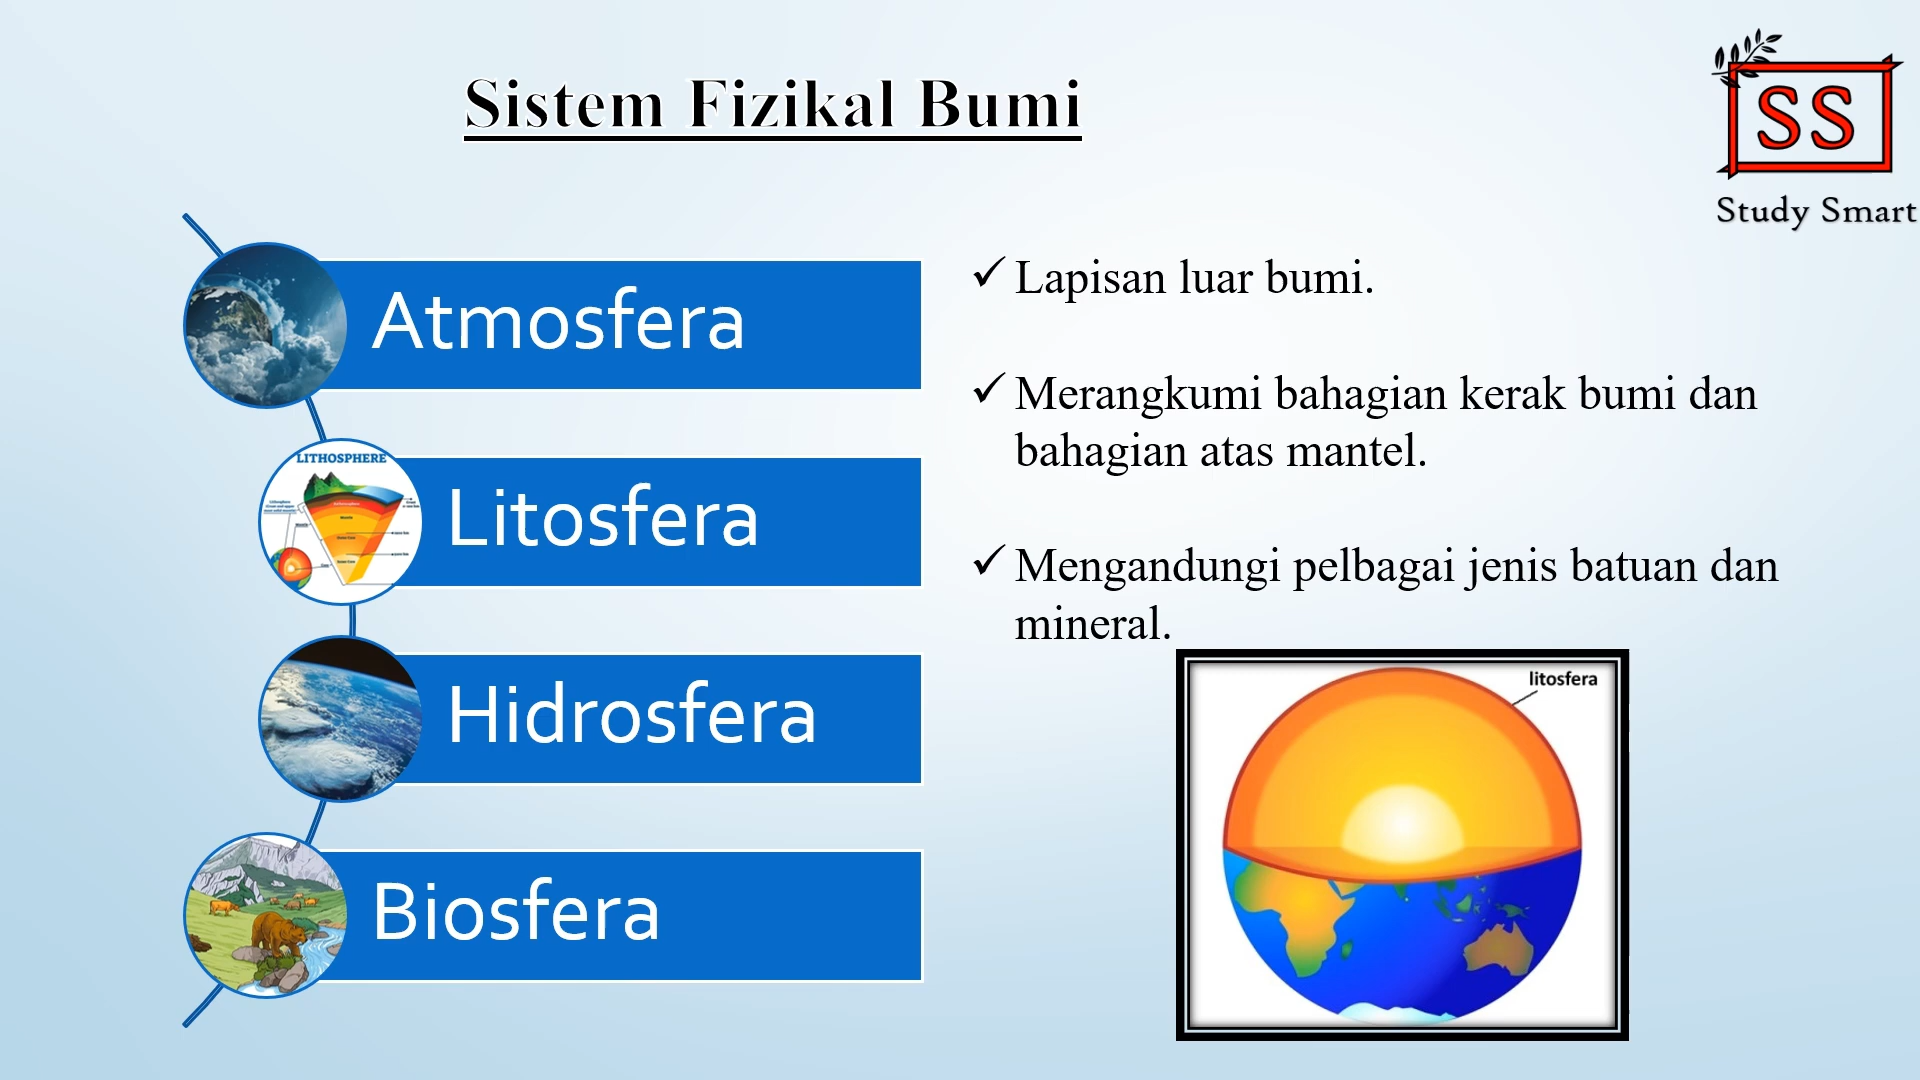 Sistem Fizikal Bumi
SS
Study Smart
Atmosfera
LITHOSPHERE
Litosfera
Hidrosfera
Biosfera
Lapisan luar bumi.
Merangkumi bahagian kerak bumi dan
bahagian atas mantel.
Mengandungi pelbagai jenis batuan dan
mineral.
litosfera